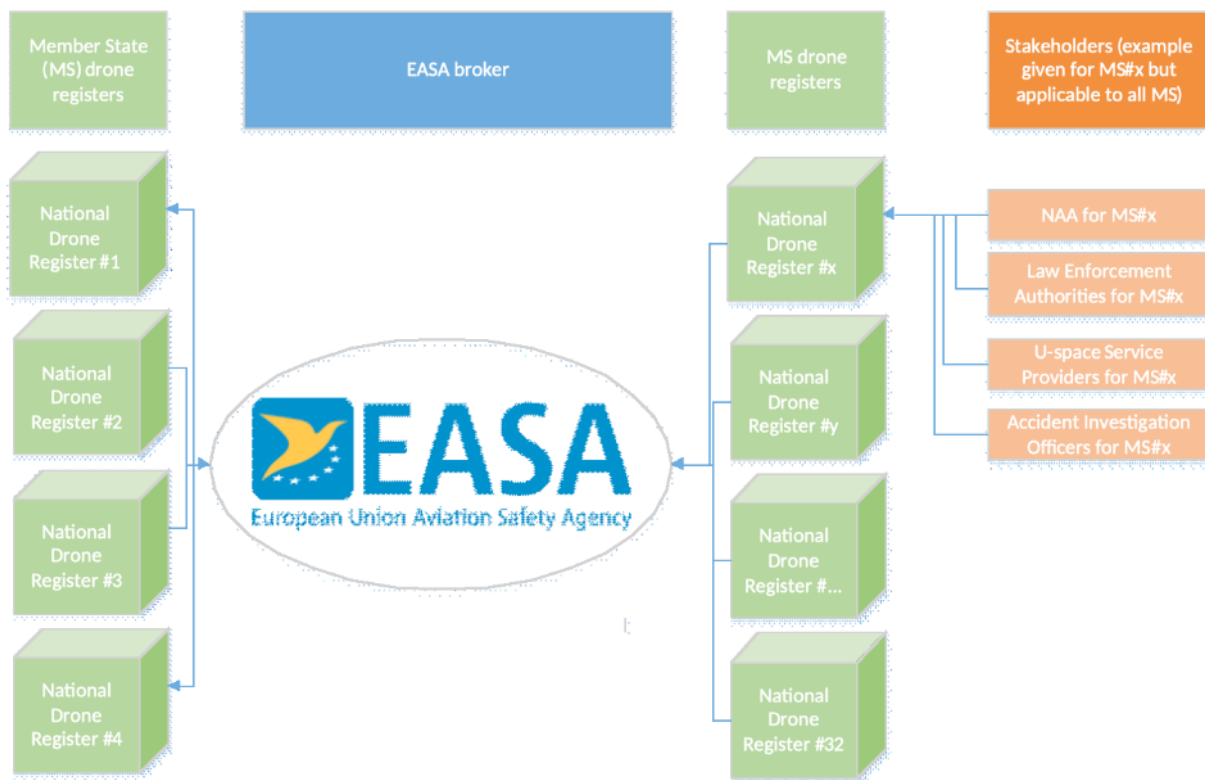 Member State
(MS) drone
registers
EASA broker
MS drone
registers
Stakeholders (example
given for MS#x but
applicable to all MS)
National
Drone
Register #1
National
Drone
Register #2
National
Drone
Register #3
National
Drone
Register #4
EASA
European Union Aviation Safety Agency
National
Drone
Register #x
National
Drone
Register #y
National
Drone
Register #...
National
Drone
Register #32
NAA for MS#x
Law Enforcement
Authorities for MS#x
U-space Service
Providers for MS#x
Accident Investigation
Officers for MS#x